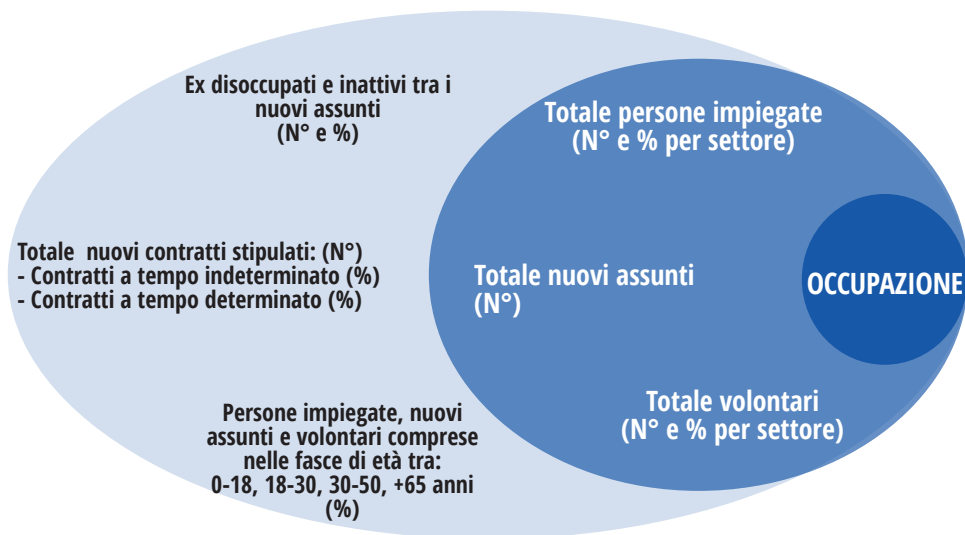 Ex disoccupati e inattivi tra i
nuovi assunti
(N° e %)
Totale persone impiegate
(N° e % per settore)
Totale nuovi contratti stipulati: (N°)
- Contratti a tempo indeterminato (%)
- Contratti a tempo determinato (%)
Totale nuovi assunti
(N°)
OCCUPAZIONE
Persone impiegate, nuovi
assunti e volontari comprese
nelle fasce di età tra:
0-18, 18-30, 30-50, +65 anni
(%)
Totale volontari
(N° e % per settore)